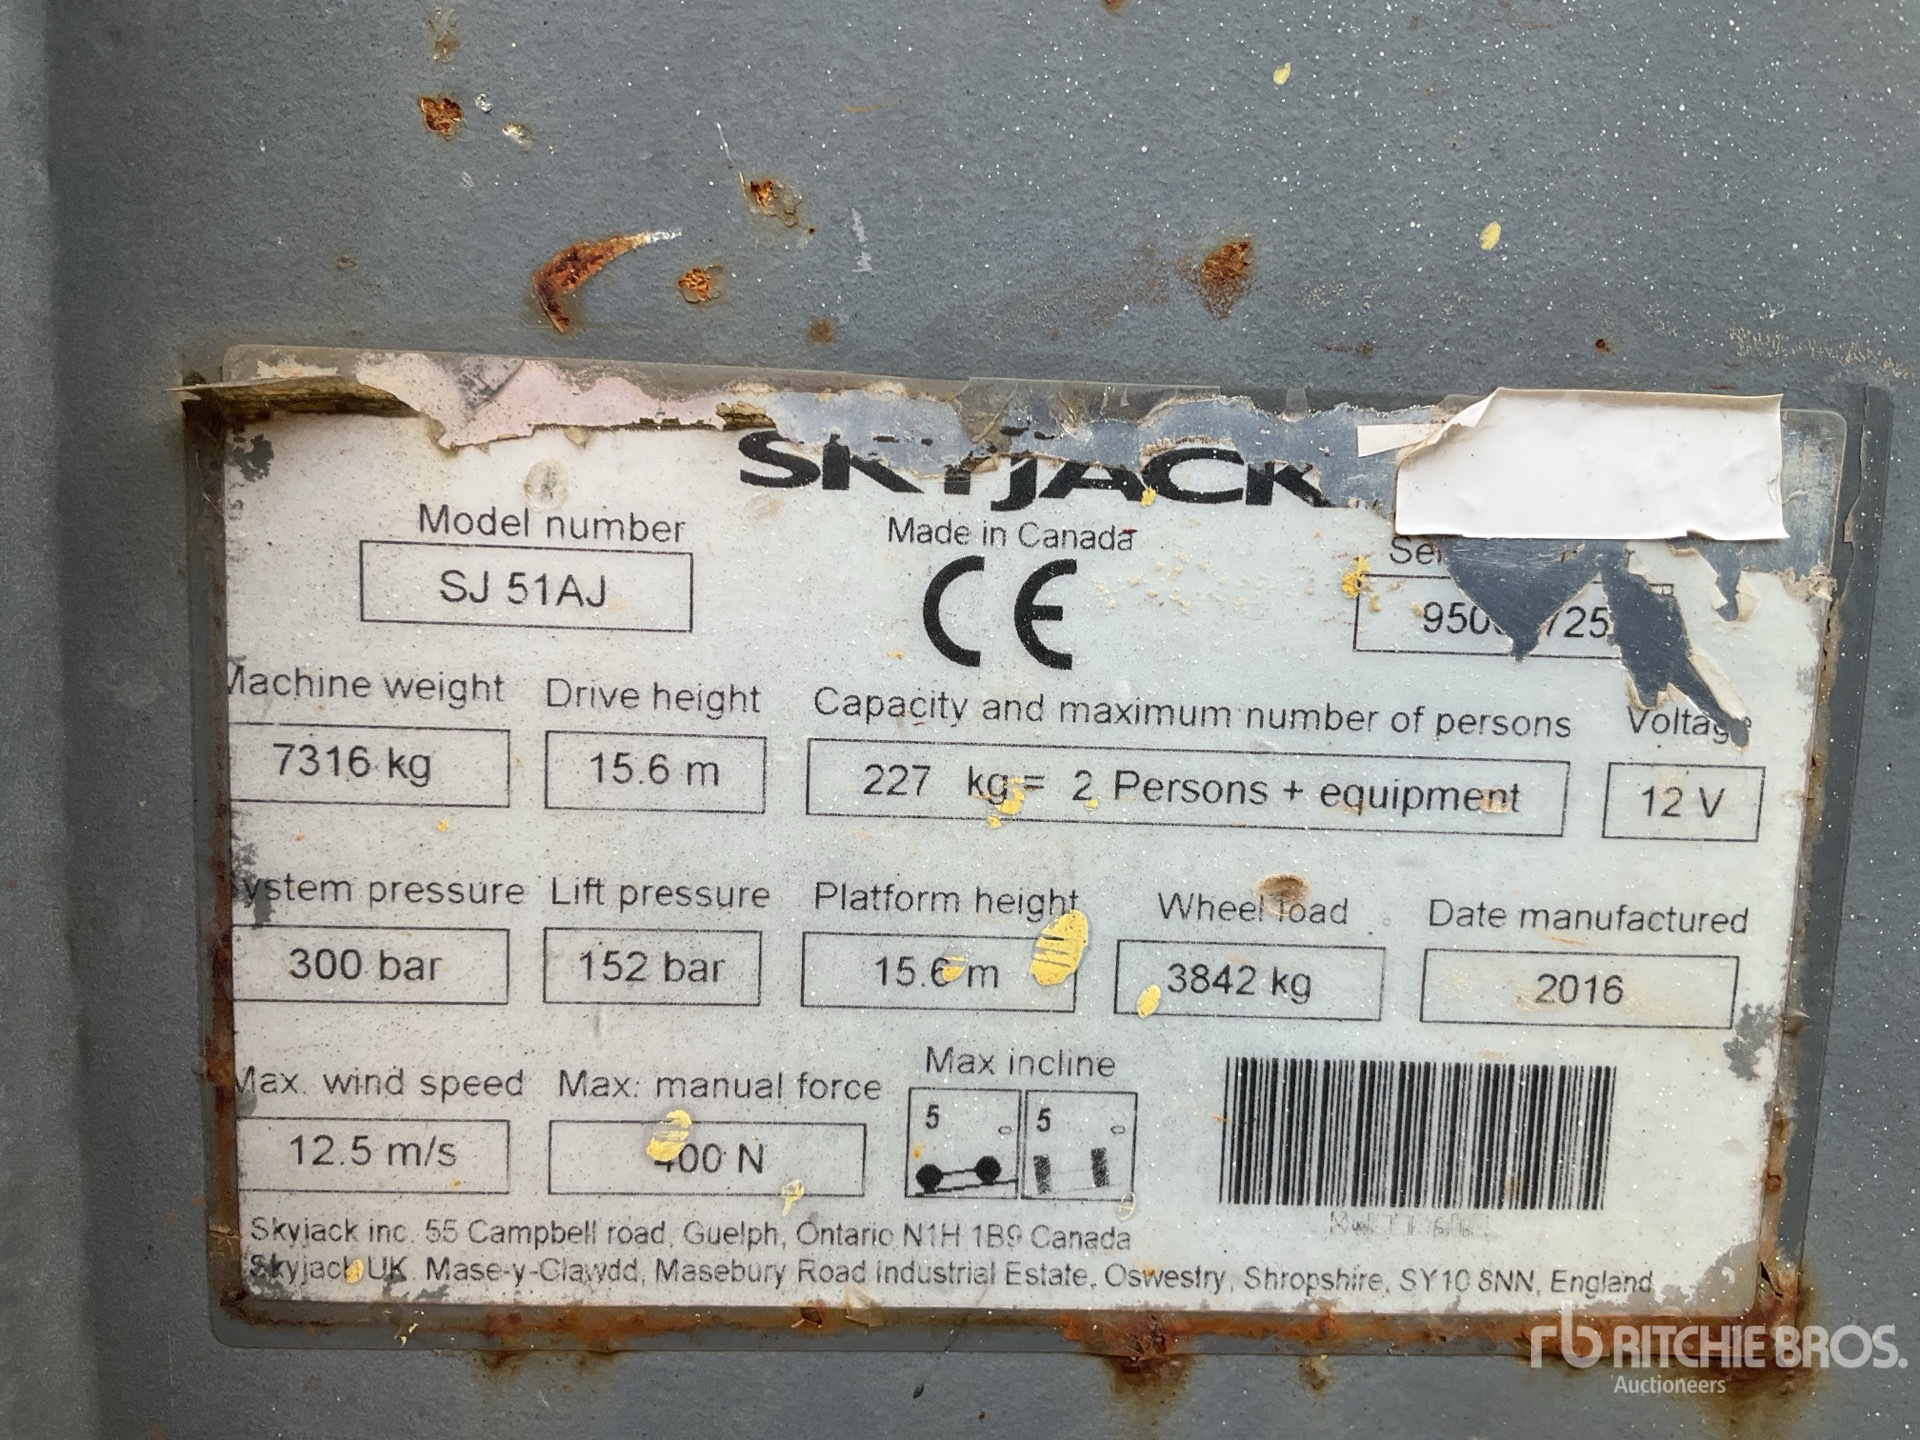 SKYJACK
Model number
Made in Canada
SJ 51AJ
CE
Machine weight Drive height Capacity and maximum number of persons Voltage
7316 kg 15.6 m 227 kg = 2 Persons + equipment 12 V
System pressure Lift pressure Platform height Wheel load Date manufactured
300 bar 152 bar 15.6 m 3842 kg 2016
Max incline
Max. wind speed Max. manual force
5 5
12.5 m/s 400 N
Skyjack inc. 55 Campbell road, Guelph, Ontario N1H 1B9 Canada
Skyjack UK. Mase-y-Clawdd, Masebury Road Industrial Estate, Oswestry, Shropshire, SY10 8NN, England
rb RITCHIE BROS.
Auctioneers